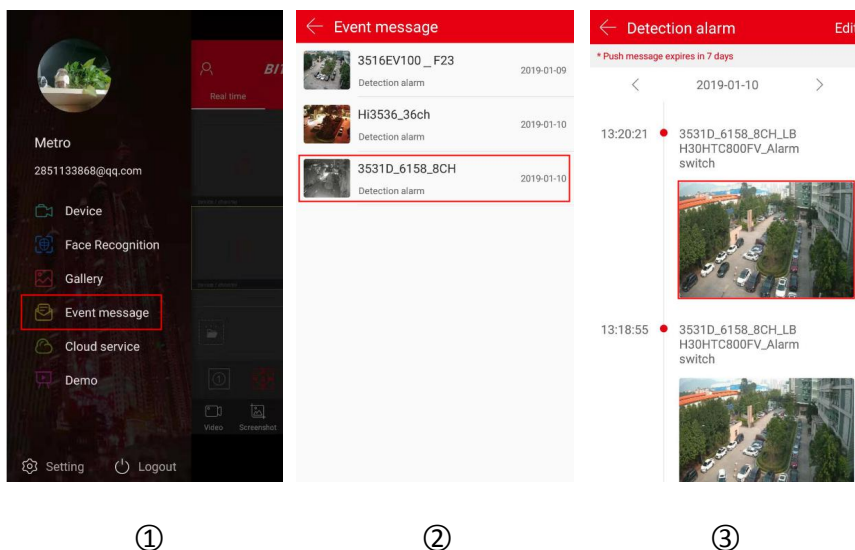 Metro
2851133868@qq.com
Device
Face Recognition
Gallery
Event message
Cloud service
Demo
Setting
Logout
Real time
Video
Screenshot
Event message
3516EV100 _ F23
Detection alarm
2019-01-09
Hi3536_36ch
Detection alarm
2019-01-10
3531D_6158_8CH
Detection alarm
2019-01-10
Detection alarm
Edit
* Push message expires in 7 days
2019-01-10
13:20:21
3531D_6158_8CH_LB
H30HTC800FV_Alarm
switch
13:18:55
3531D_6158_8CH_LB
H30HTC800FV_Alarm
switch
①
②
③